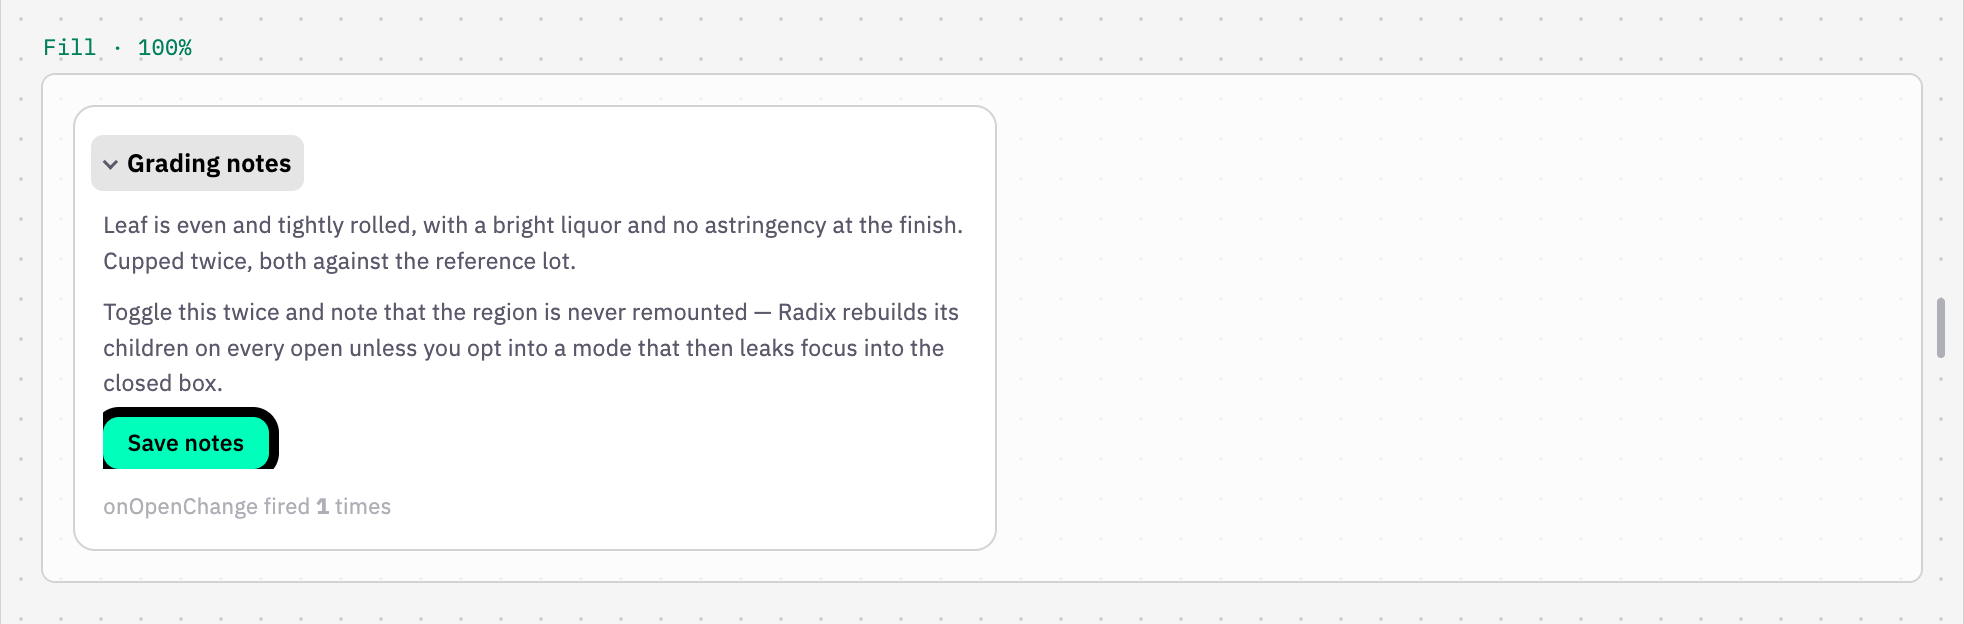 Fill · 100%
Grading notes
Leaf is even and tightly rolled, with a bright liquor and no astringency at the finish.
Cupped twice, both against the reference lot.
Toggle this twice and note that the region is never remounted — Radix rebuilds its
children on every open unless you opt into a mode that then leaks focus into the
closed box.
Save notes
onOpenChange fired 1 times